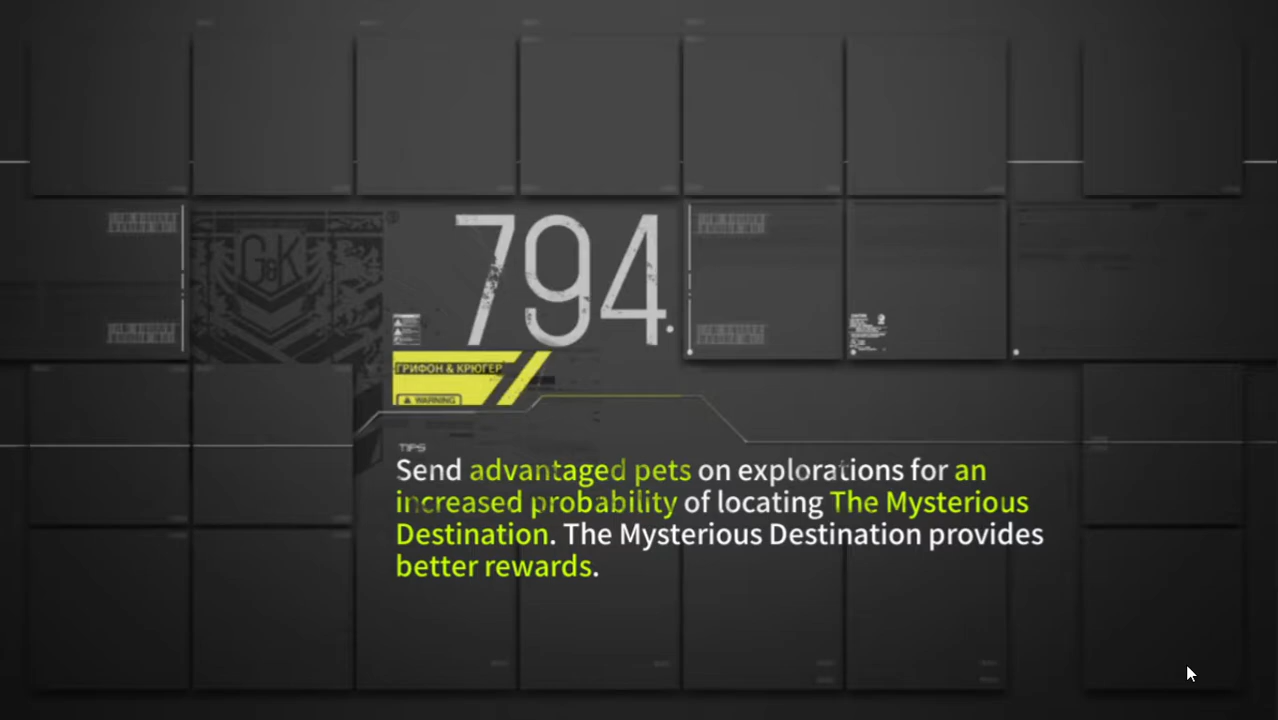 G&K
794.
ГРИФОН & КРЮГЕР
WARNING
TIPS
Send advantaged pets on explorations for an
increased probability of locating The Mysterious
Destination. The Mysterious Destination provides
better rewards.